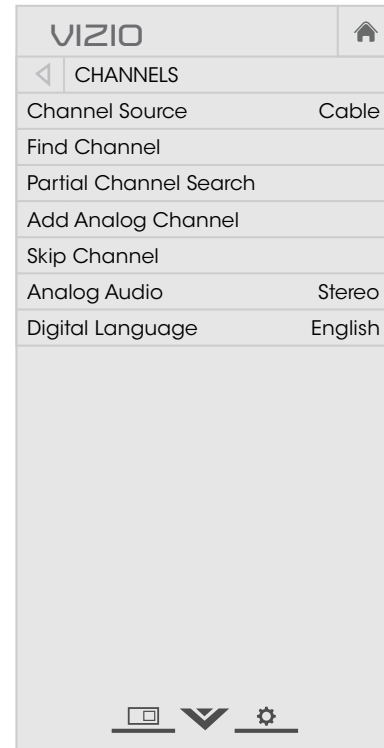 VIZIO
CHANNELS
Channel Source Cable
Find Channel
Partial Channel Search
Add Analog Channel
Skip Channel
Analog Audio Stereo
Digital Language English